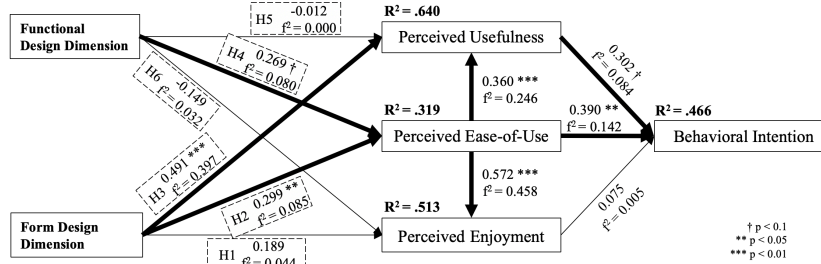 R² = .640
H5 -0.012
f² = 0.000
Functional
Design Dimension
Perceived Usefulness
H4 0.269 †
f² = 0.080
0.302 †
f² = 0.084
H6 -0.149
f² = 0.032
0.360 ***
f² = 0.246
R² = .319
0.390 **
f² = 0.142
R² = .466
Perceived Ease-of-Use
Behavioral Intention
H3 0.491 ***
f² = 0.397
0.572 ***
f² = 0.458
H2 0.299 **
f² = 0.085
0.075
f² = 0.005
R² = .513
Form Design
Dimension
Perceived Enjoyment
H1 0.189
f² = 0.044
† p < 0.1
** p < 0.05
*** p < 0.01